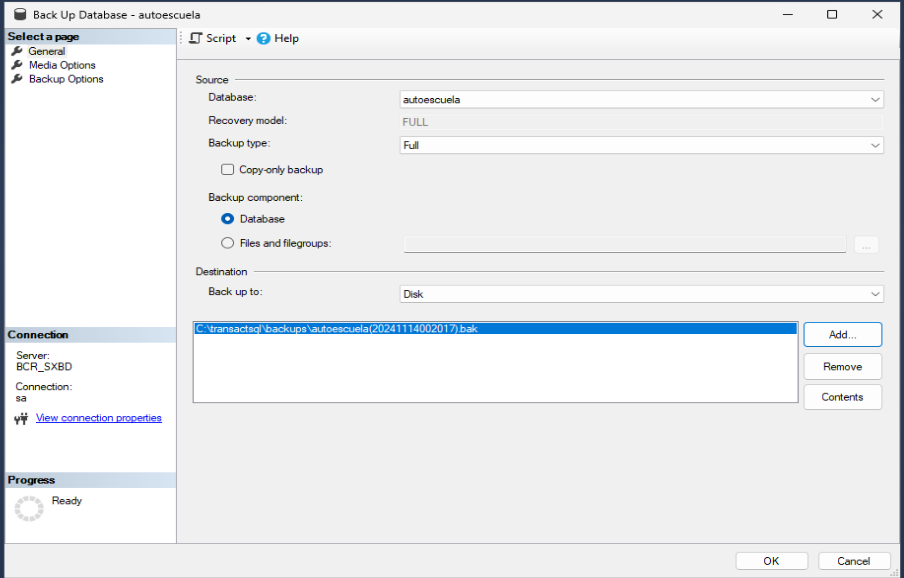 Back Up Database - autoescuela
Select a page
General
Media Options
Backup Options
Script
Help
Source
Database:
autoescuela
Recovery model:
FULL
Backup type:
Full
Copy-only backup
Backup component:
Database
Files and filegroups:
...
Destination
Back up to:
Disk
C:\transactsql\backups\autoescuela(20241114002017).bak
Add...
Remove
Contents
Connection
Server:
BCR_SXBD
Connection:
sa
View connection properties
Progress
Ready
OK
Cancel